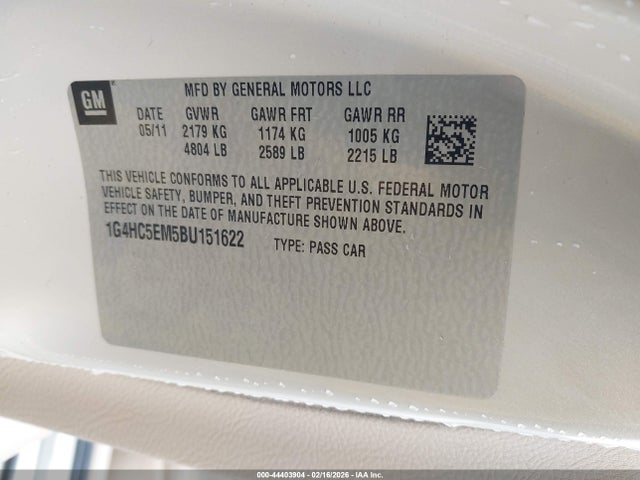 GM
MFD BY GENERAL MOTORS LLC
DATE GVWR GAWR FRT GAWR RR
05/11 2179 KG 1174 KG 1005 KG
4804 LB 2589 LB 2215 LB
THIS VEHICLE CONFORMS TO ALL APPLICABLE U.S. FEDERAL MOTOR
VEHICLE SAFETY, BUMPER, AND THEFT PREVENTION STANDARDS IN
EFFECT ON THE DATE OF MANUFACTURE SHOWN ABOVE.
1G4HC5EM5BU151622 TYPE: PASS CAR
000-44403904 - 02/16/2026 - IAA Inc.